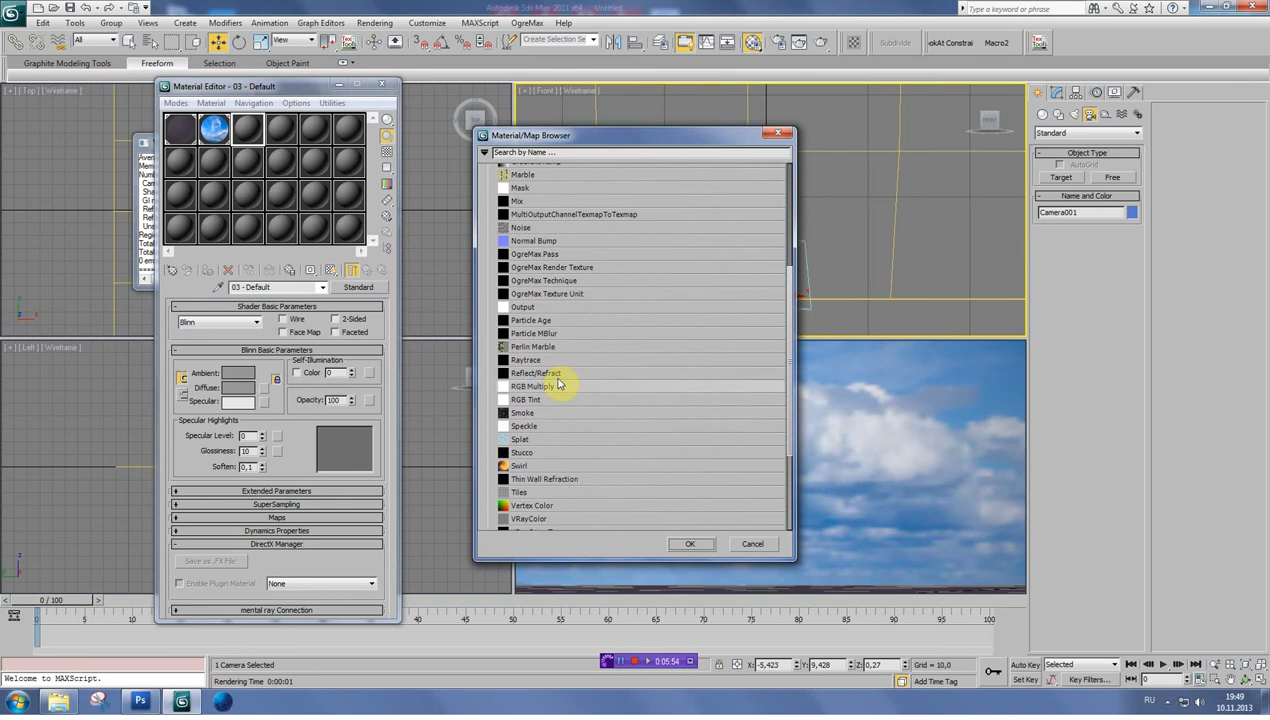 Autodesk 3ds Max 2011 x64   Untitled
Type a keyword or phrase
Edit Tools Group Views Create Modifiers Animation Graph Editors Rendering Customize MAXScript OgreMax Help
All View Create Selection Se Subdivide okAt Constrai Macro2
Graphite Modeling Tools Freeform Selection Object Paint
[ + ] [ Top ] [ Wireframe ]
[ + ] [ Front ] [ Wireframe ]
[ + ] [ Left ] [ Wireframe ]
TOP
FRONT
Material Editor - 03 - Default
Modes Material Navigation Options Utilities
03 - Default Standard
Shader Basic Parameters
Blinn Wire 2-Sided
Face Map Faceted
Blinn Basic Parameters
Self-Illumination
Ambient: Color 0
Diffuse:
Specular: Opacity: 100
Specular Highlights
Specular Level: 0
Glossiness: 10
Soften: 0,1
Extended Parameters
SuperSampling
Maps
Dynamics Properties
DirectX Manager
Save as .FX File
Enable Plugin Material None
mental ray Connection
Material/Map Browser
Search by Name ...
Marble
Mask
Mix
MultiOutputChannelTexmapToTexmap
Noise
Normal Bump
OgreMax Pass
OgreMax Render Texture
OgreMax Technique
OgreMax Texture Unit
Output
Particle Age
Particle MBlur
Perlin Marble
Raytrace
Reflect/Refract
RGB Multiply
RGB Tint
Smoke
Speckle
Splat
Stucco
Swirl
Thin Wall Refraction
Tiles
Vertex Color
VRayColor
OK Cancel
Standard
Object Type
AutoGrid
Target Free
Name and Color
Camera001
0 / 100
0 5 10 15 20 25 30 35 40 45 50 55 60 65 70 75 80 85 90 95 100
0:05:54
1 Camera Selected
X: -5,423 Y: 9,428 Z: 0,27 Grid = 10,0
Auto Key Selected
Welcome to MAXScript. Rendering Time 0:00:01 Add Time Tag Set Key Key Filters... 0
RU 19:49
10.11.2013